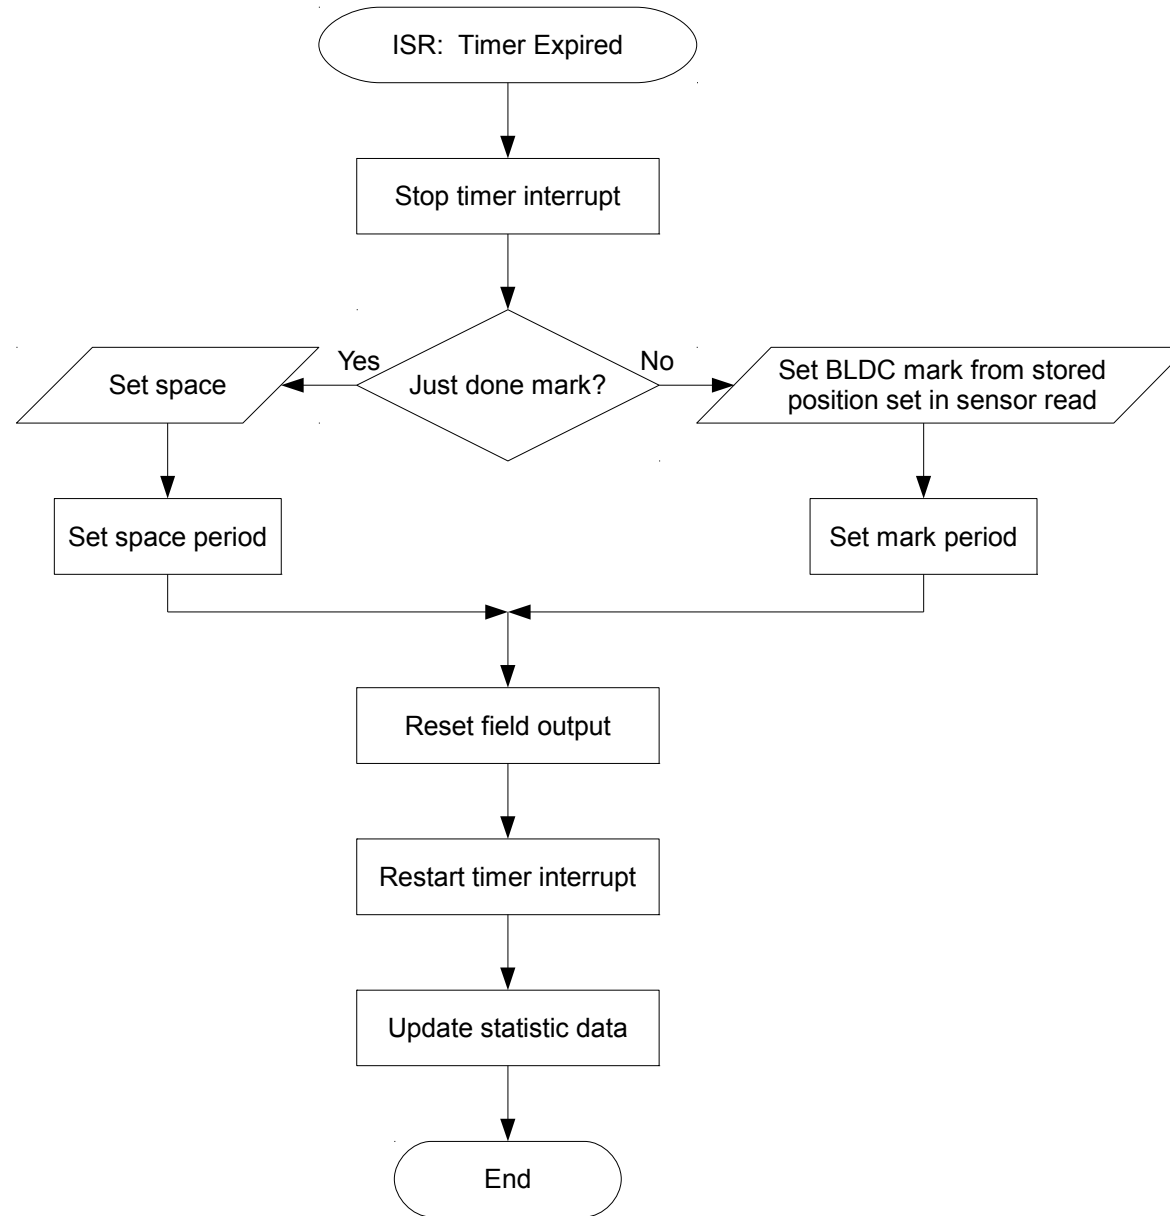 ISR:  Timer Expired
Stop timer interrupt
Yes
No
Set space
Just done mark?
Set BLDC mark from stored
position set in sensor read
Set space period
Set mark period
Reset field output
Restart timer interrupt
Update statistic data
End